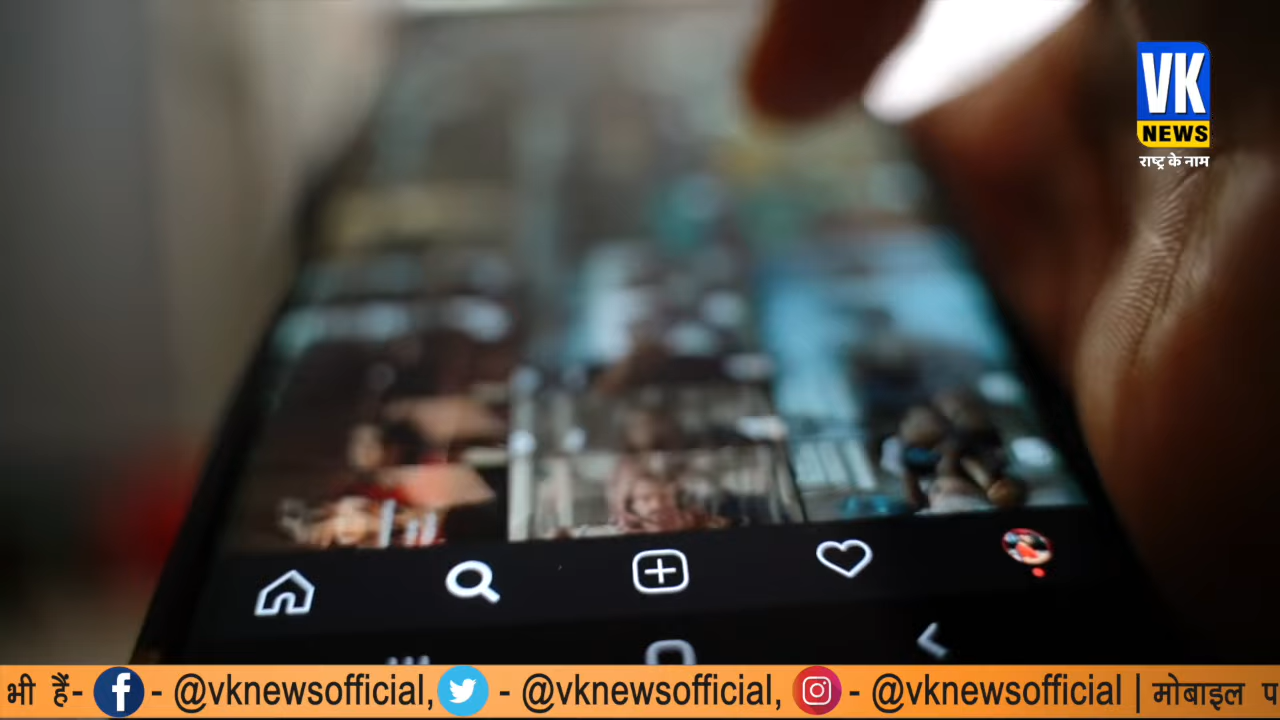 VK
NEWS
राष्ट्र के नाम
भी हैं- - @vknewsofficial, - @vknewsofficial, - @vknewsofficial | मोबाइल प